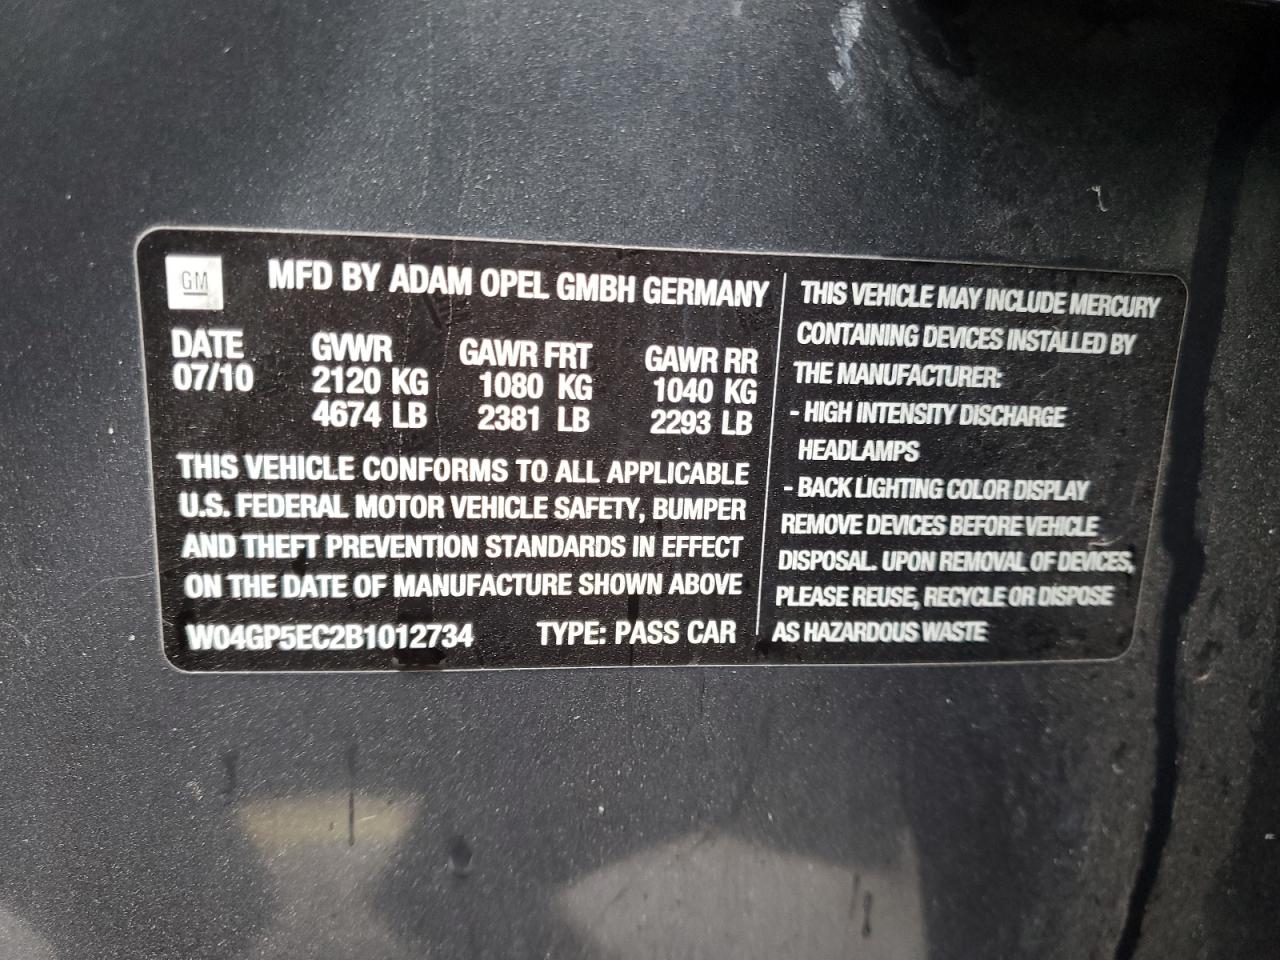 GM
MFD BY ADAM OPEL GMBH GERMANY
DATE GVWR GAWR FRT GAWR RR
07/10 2120 KG 1080 KG 1040 KG
4674 LB 2381 LB 2293 LB
THIS VEHICLE CONFORMS TO ALL APPLICABLE
U.S. FEDERAL MOTOR VEHICLE SAFETY, BUMPER
AND THEFT PREVENTION STANDARDS IN EFFECT
ON THE DATE OF MANUFACTURE SHOWN ABOVE
W04GP5EC2B1012734 TYPE: PASS CAR
THIS VEHICLE MAY INCLUDE MERCURY
CONTAINING DEVICES INSTALLED BY
THE MANUFACTURER:
- HIGH INTENSITY DISCHARGE
HEADLAMPS
- BACK LIGHTING COLOR DISPLAY
REMOVE DEVICES BEFORE VEHICLE
DISPOSAL. UPON REMOVAL OF DEVICES,
PLEASE REUSE, RECYCLE OR DISPOSE
AS HAZARDOUS WASTE